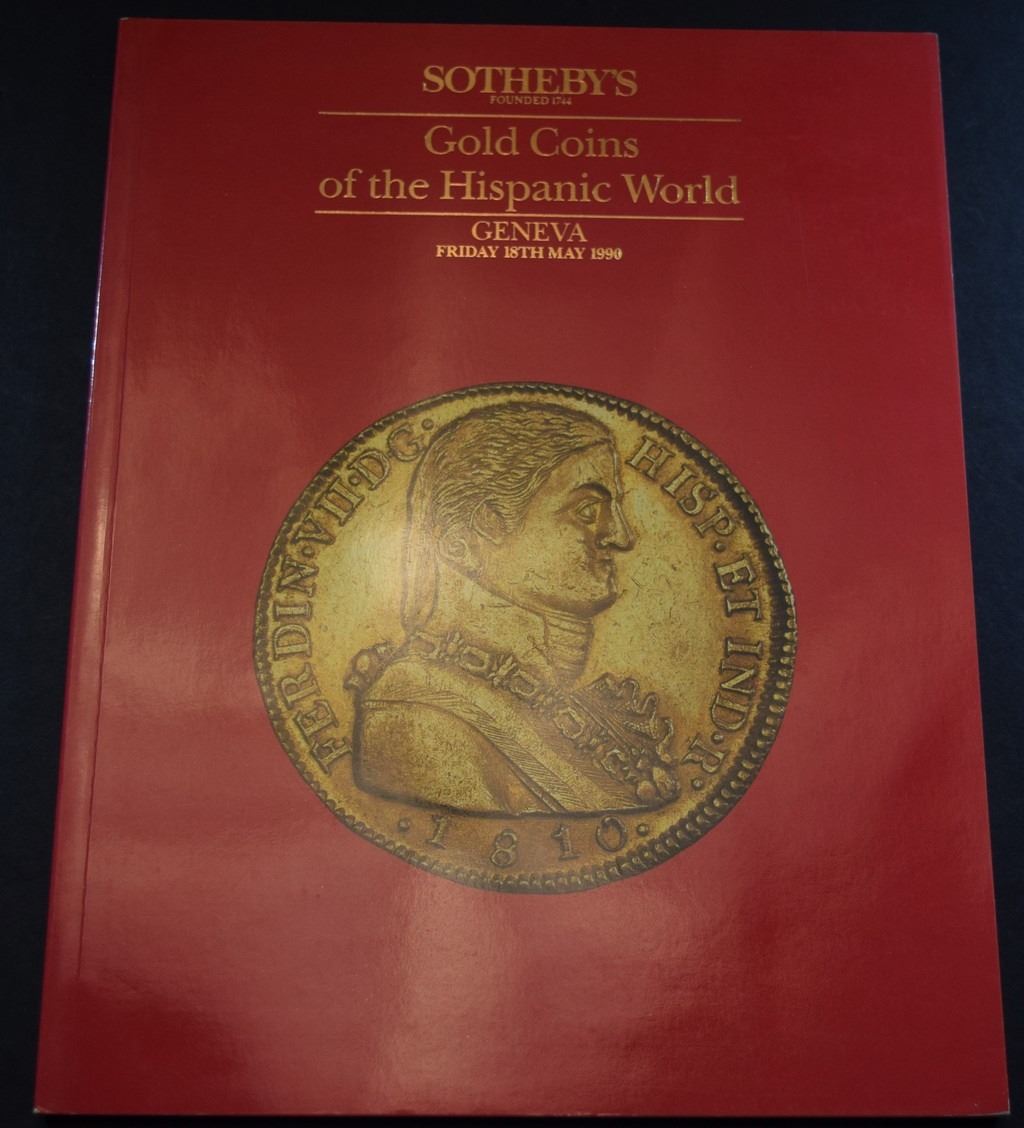 SOTHEBY'S
FOUNDED 1744
Gold Coins
of the Hispanic World
GENEVA
FRIDAY 18TH MAY 1990
FERDIN·VII·D·G· HISP·ET IND·R·
·1810·